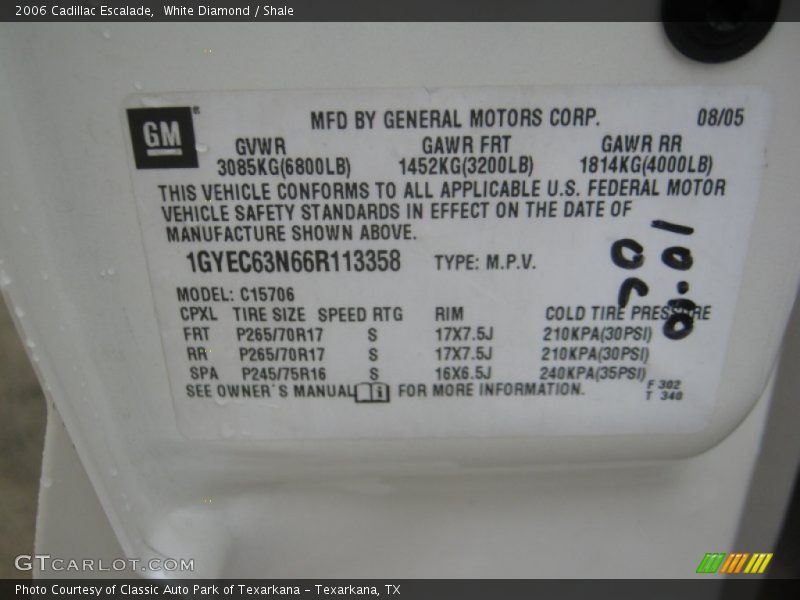 2006 Cadillac Escalade, White Diamond / Shale
GM
MFD BY GENERAL MOTORS CORP. 08/05
GVWR GAWR FRT GAWR RR
3085KG(6800LB) 1452KG(3200LB) 1814KG(4000LB)
THIS VEHICLE CONFORMS TO ALL APPLICABLE U.S. FEDERAL MOTOR
VEHICLE SAFETY STANDARDS IN EFFECT ON THE DATE OF
MANUFACTURE SHOWN ABOVE.
1GYEC63N66R113358 TYPE: M.P.V.
MODEL: C15706
CPXL TIRE SIZE SPEED RTG RIM COLD TIRE PRESSURE
FRT P265/70R17 S 17X7.5J 210KPA(30PSI)
RR P265/70R17 S 17X7.5J 210KPA(30PSI)
SPA P245/75R16 S 16X6.5J 240KPA(35PSI)
SEE OWNER'S MANUAL FOR MORE INFORMATION.
F 302
T 340
GTCARLOT.COM
Photo Courtesy of Classic Auto Park of Texarkana - Texarkana, TX